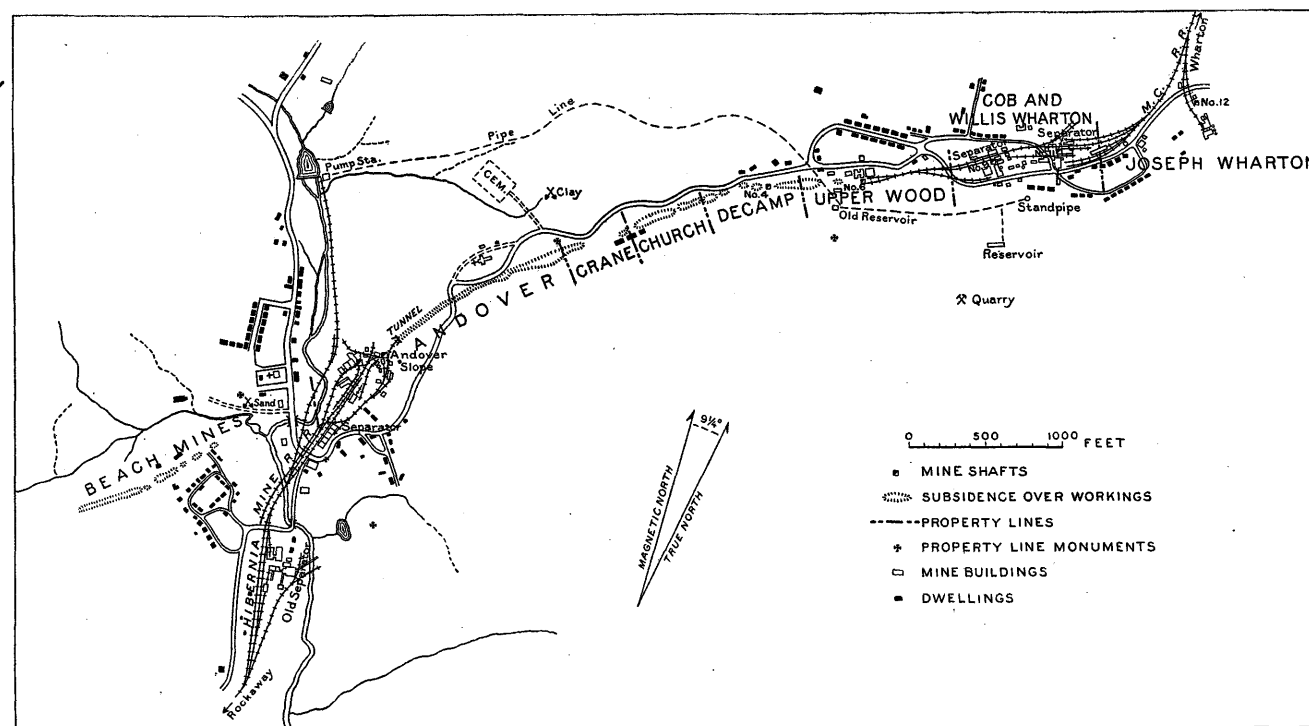 R. R.
Wharton
M. C.
No. 12
COB AND
WILLIS WHARTON
Separator
Separator
JOSEPH WHARTON
Pipe Line
Pump Sta.
CEM.
Clay
No. 4
No. 6
UPPER WOOD
DECAMP
CHURCH
CRANE
ANDOVER
Old Reservoir
Standpipe
Reservoir
Quarry
TUNNEL
Andover
Slope
Sand
Separator
BEACH MINES
HIBERNIA MINE R. R.
Old Separator
Rockaway
9¼°
MAGNETIC NORTH
TRUE NORTH
0 500 1000 FEET
MINE SHAFTS
SUBSIDENCE OVER WORKINGS
PROPERTY LINES
PROPERTY LINE MONUMENTS
MINE BUILDINGS
DWELLINGS